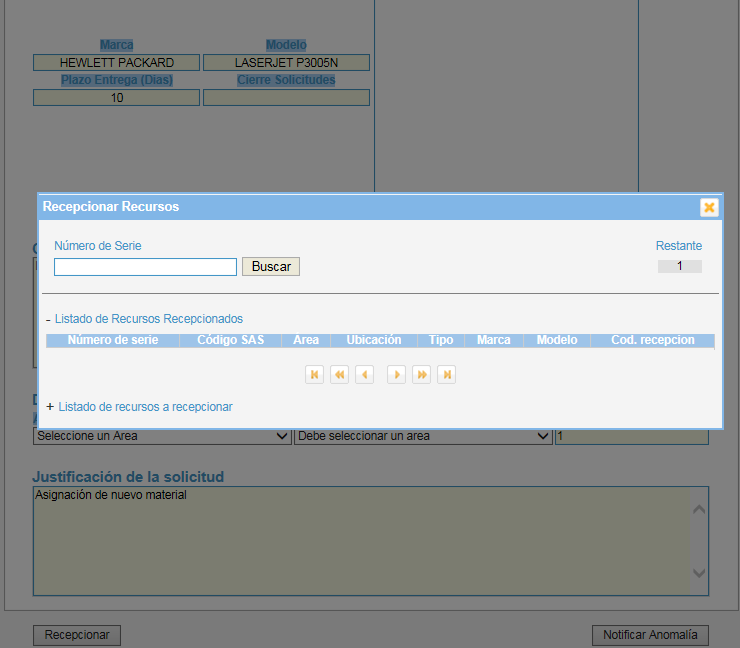 Marca Modelo
HEWLETT PACKARD LASERJET P3005N
Plazo Entrega (Dias) Cierre Solicitudes
10
Recepcionar Recursos
Número de Serie Restante
Buscar 1
- Listado de Recursos Recepcionados
Número de serie Código SAS Area Ubicación Tipo Marca Modelo Cod. recepcion
+ Listado de recursos a recepcionar
Seleccione un Area Debe seleccionar un area 1
Justificación de la solicitud
Asignación de nuevo material
Recepcionar Notificar Anomalía